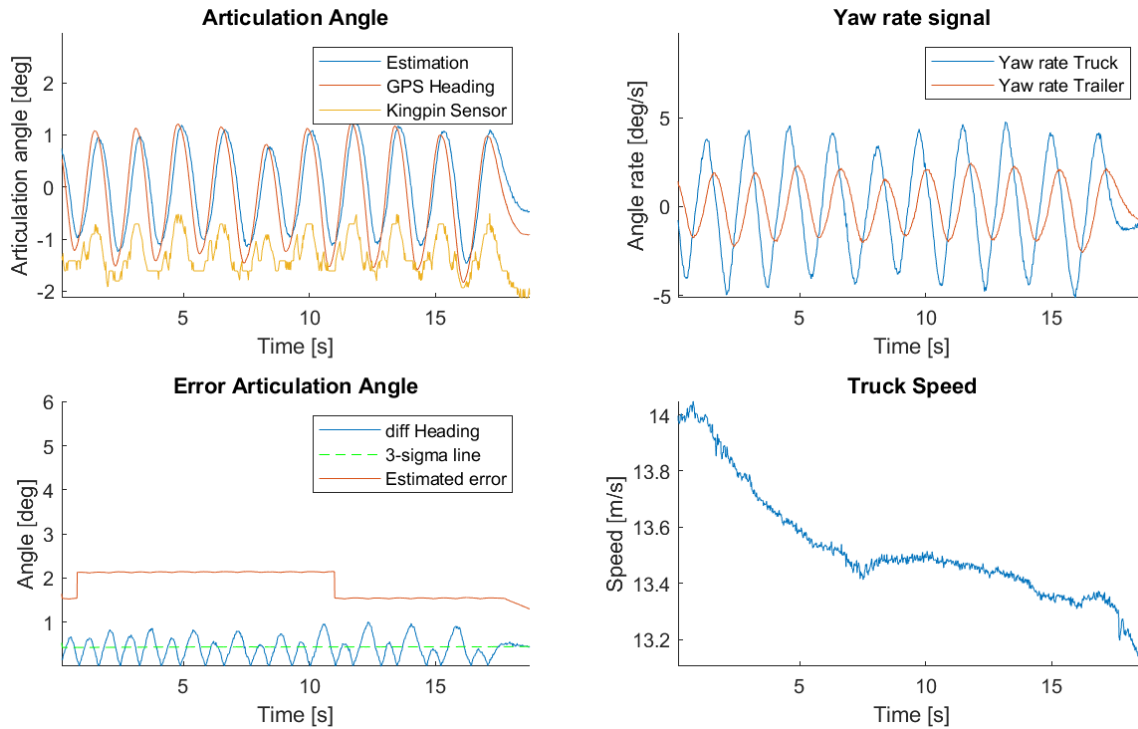 Articulation Angle
Articulation angle [deg]
2
1
0
-1
-2
Estimation
GPS Heading
Kingpin Sensor
5
10
15
Time [s]
Yaw rate signal
Angle rate [deg/s]
5
0
-5
Yaw rate Truck
Yaw rate Trailer
5
10
15
Time [s]
Error Articulation Angle
Angle [deg]
6
5
4
3
2
1
diff Heading
3-sigma line
Estimated error
5
10
15
Time [s]
Truck Speed
Speed [m/s]
14
13.8
13.6
13.4
13.2
5
10
15
Time [s]